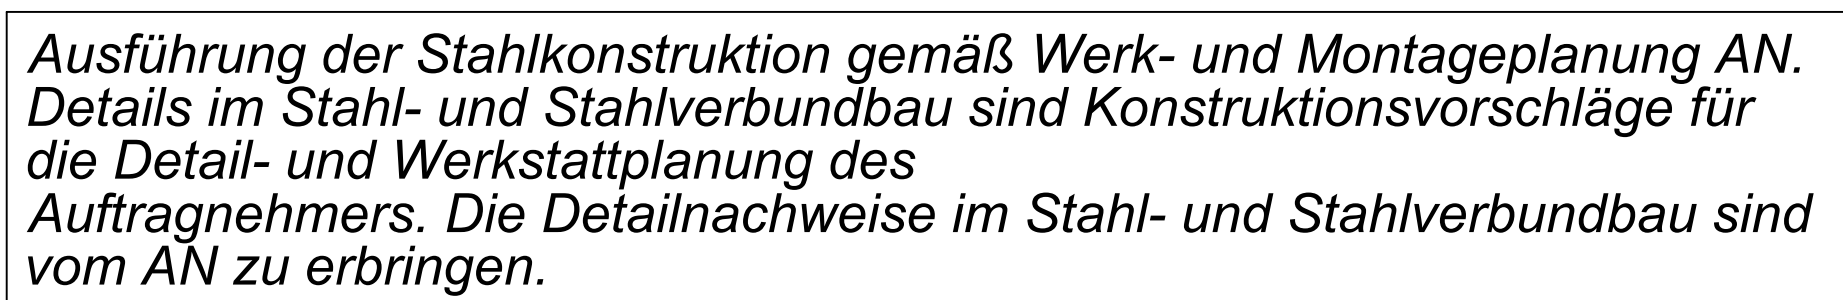 Ausführung der Stahlkonstruktion gemäß Werk- und Montageplanung AN.
Details im Stahl- und Stahlverbundbau sind Konstruktionsvorschläge für
die Detail- und Werkstattplanung des
Auftragnehmers. Die Detailnachweise im Stahl- und Stahlverbundbau sind
vom AN zu erbringen.